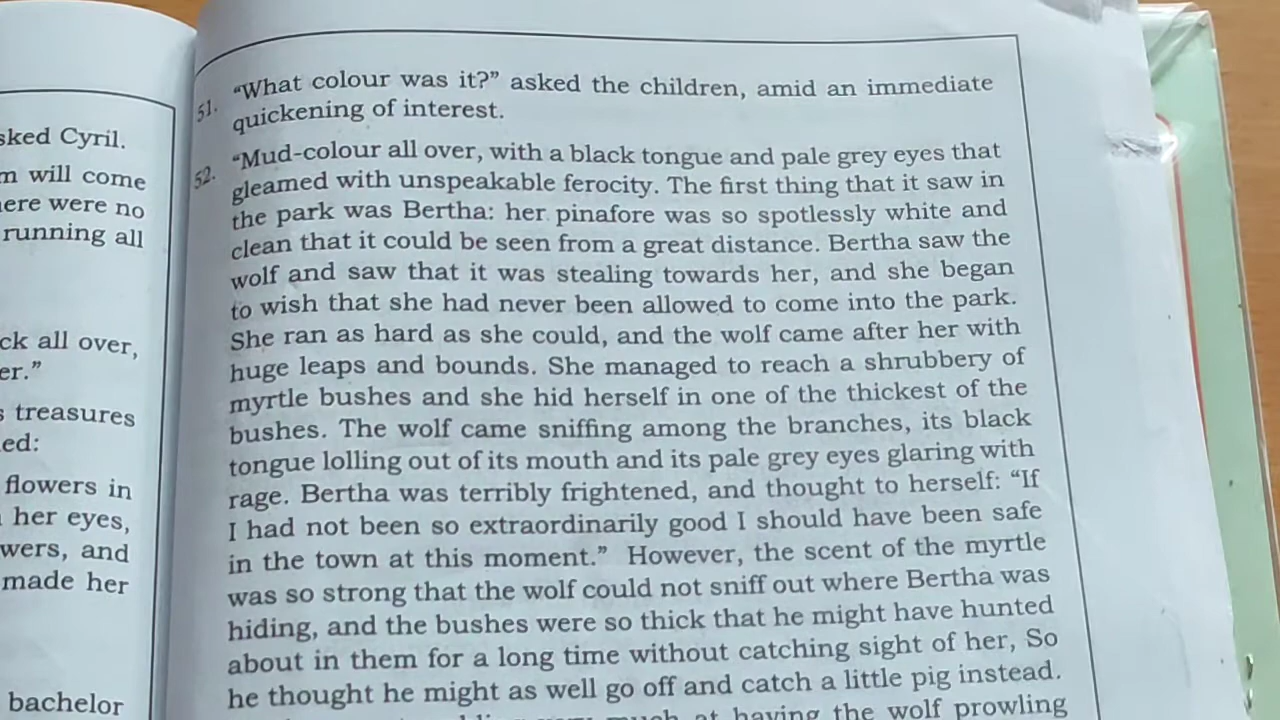 sked Cyril.
m will come
ere were no
running all
ck all over,
er.”
s treasures
ed:
flowers in
her eyes,
wers, and
made her
bachelor
51. “What colour was it?” asked the children, amid an immediate
quickening of interest.
52. “Mud-colour all over, with a black tongue and pale grey eyes that
gleamed with unspeakable ferocity. The first thing that it saw in
the park was Bertha: her pinafore was so spotlessly white and
clean that it could be seen from a great distance. Bertha saw the
wolf and saw that it was stealing towards her, and she began
to wish that she had never been allowed to come into the park.
She ran as hard as she could, and the wolf came after her with
huge leaps and bounds. She managed to reach a shrubbery of
myrtle bushes and she hid herself in one of the thickest of the
bushes. The wolf came sniffing among the branches, its black
tongue lolling out of its mouth and its pale grey eyes glaring with
rage. Bertha was terribly frightened, and thought to herself: “If
I had not been so extraordinarily good I should have been safe
in the town at this moment.” However, the scent of the myrtle
was so strong that the wolf could not sniff out where Bertha was
hiding, and the bushes were so thick that he might have hunted
about in them for a long time without catching sight of her, So
he thought he might as well go off and catch a little pig instead.
much at having the wolf prowling